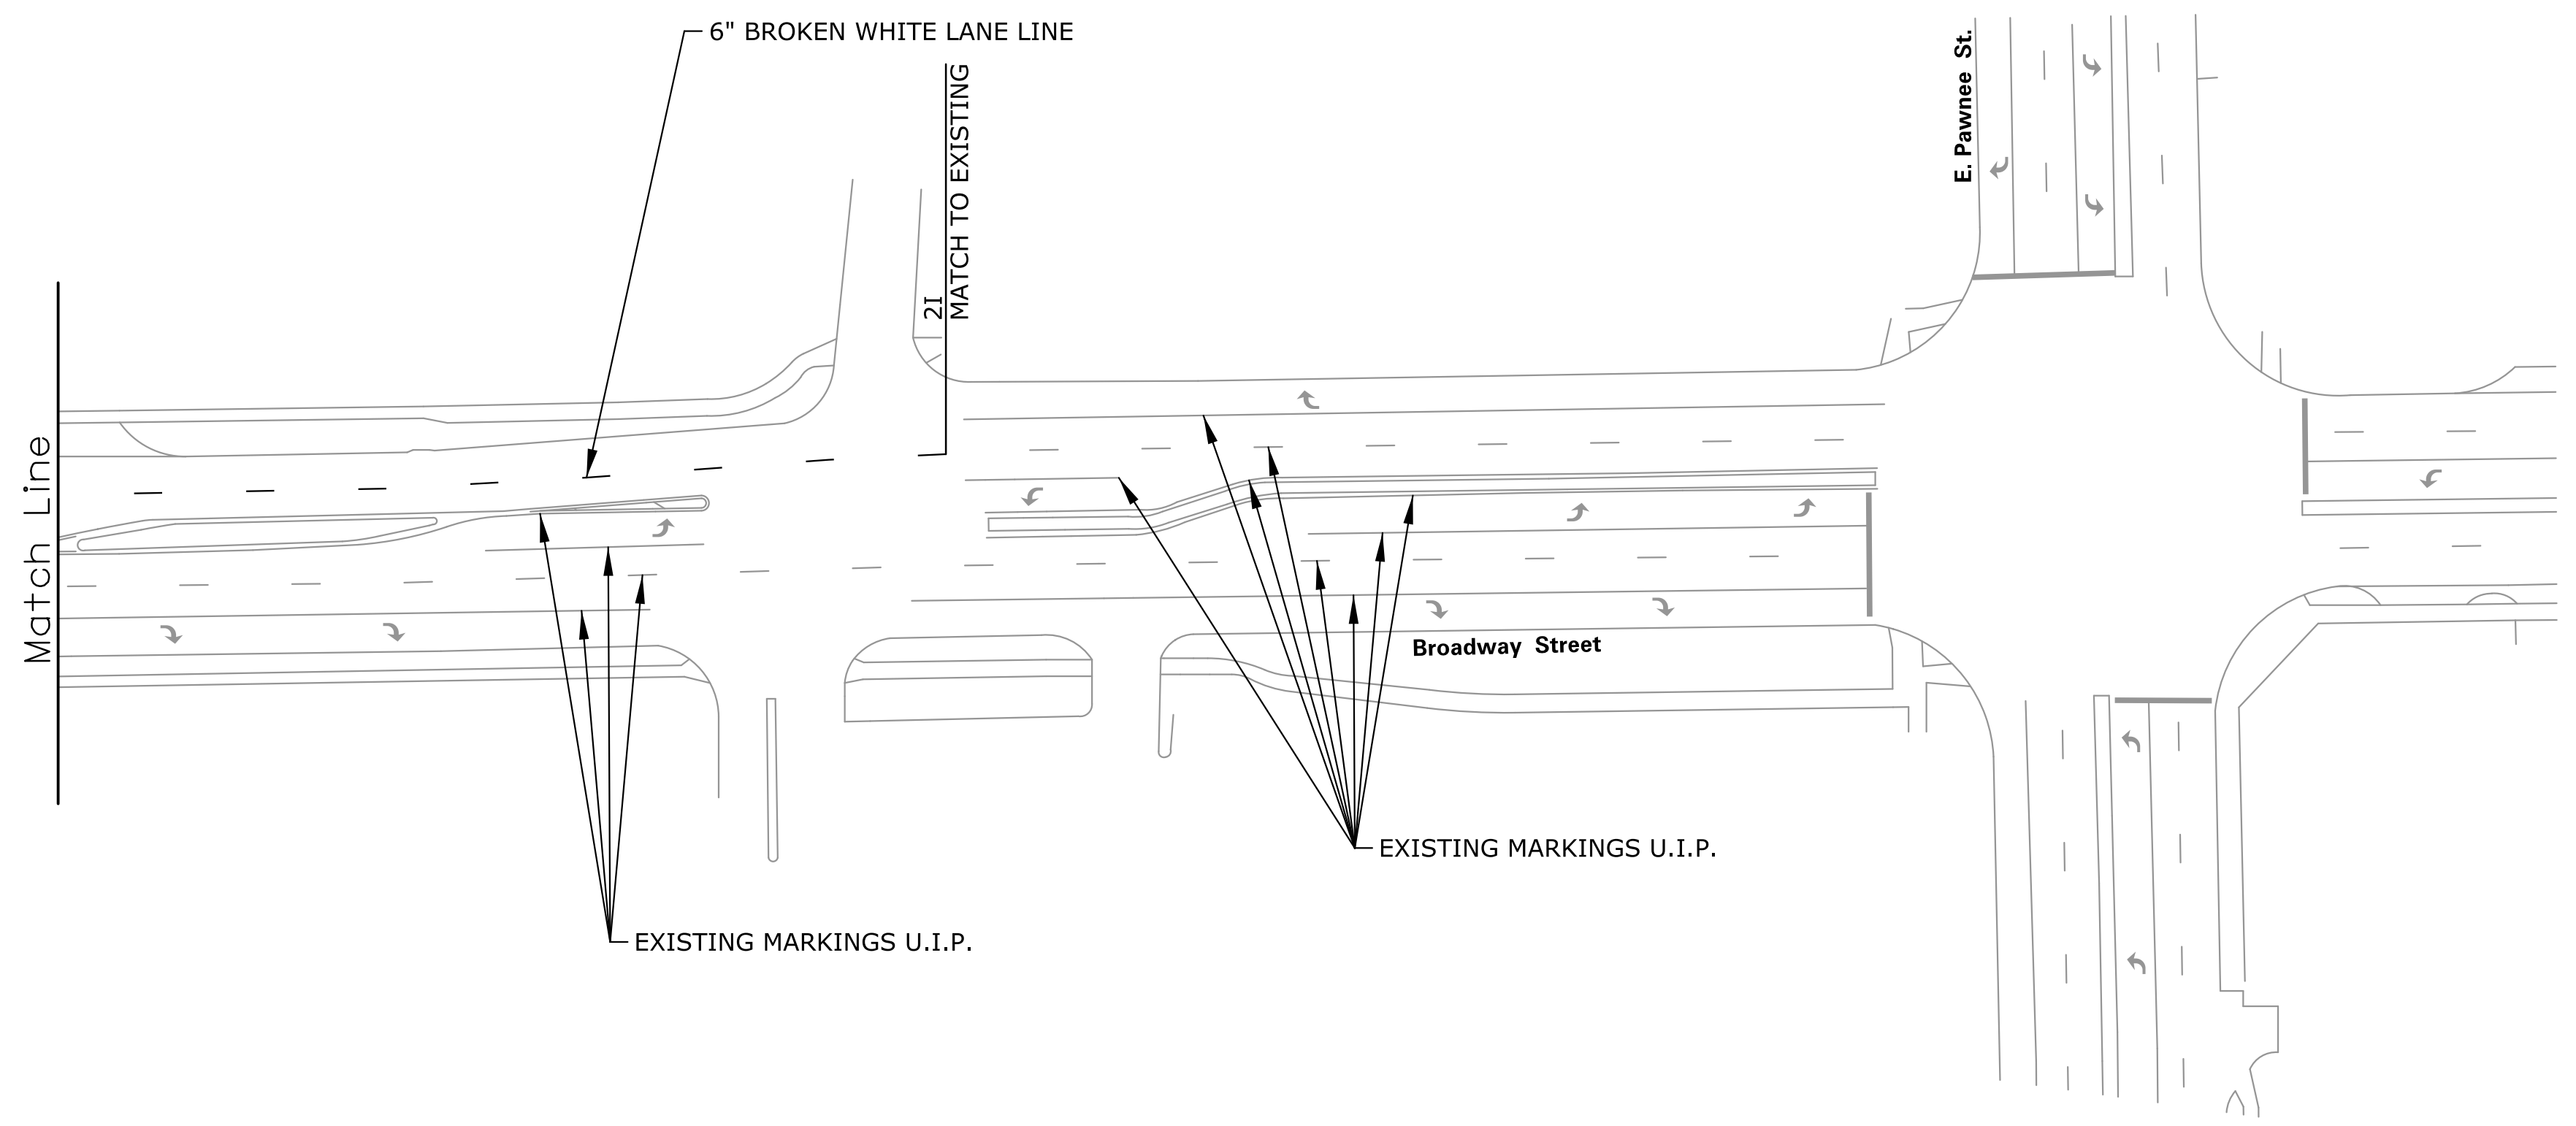 6" BROKEN WHITE LANE LINE
MATCH TO EXISTING
2I
E. Pawnee St.
Match Line
Broadway Street
EXISTING MARKINGS U.I.P.
EXISTING MARKINGS U.I.P.